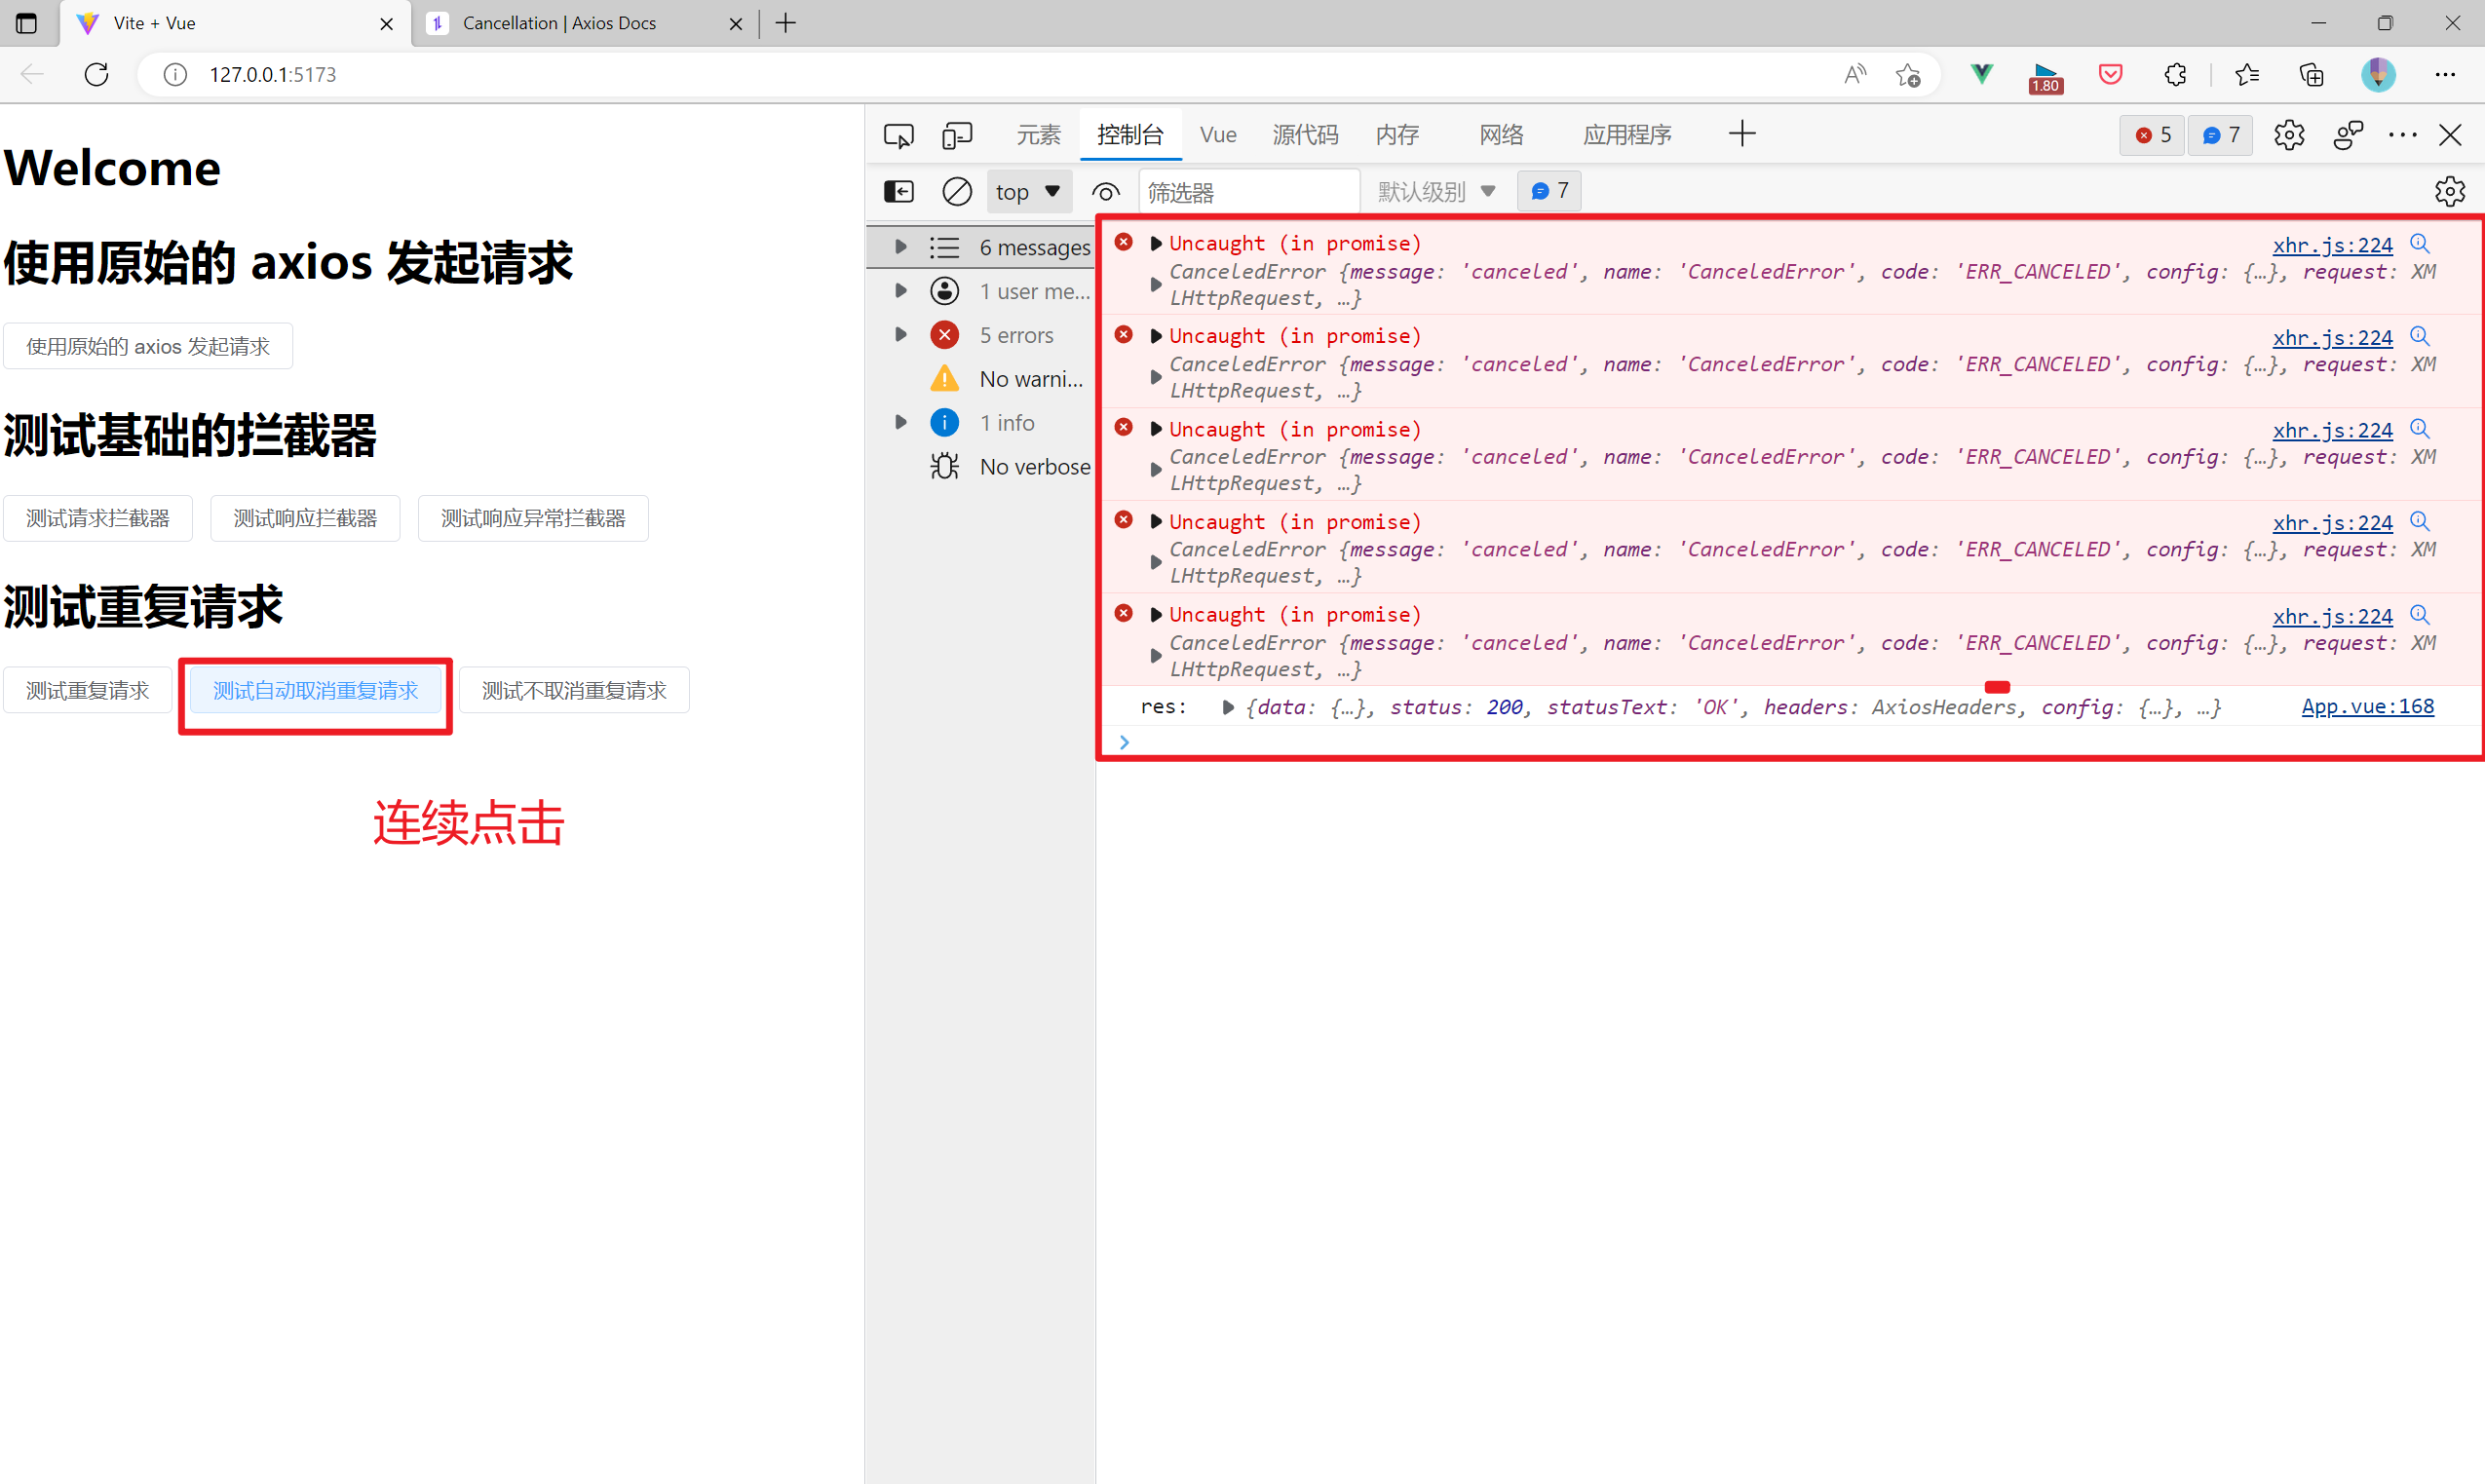 Vite + Vue
Cancellation | Axios Docs
127.0.0.1:5173
1.80
Welcome
使用原始的 axios 发起请求
使用原始的 axios 发起请求
测试基础的拦截器
测试请求拦截器 测试响应拦截器 测试响应异常拦截器
测试重复请求
测试重复请求 测试自动取消重复请求 测试不取消重复请求
连续点击
元素 控制台 Vue 源代码 内存 网络 应用程序 5 7
top 筛选器 默认级别 7
6 messages
1 user me...
5 errors
No warni...
1 info
No verbose
Uncaught (in promise) xhr.js:224
CanceledError {message: 'canceled', name: 'CanceledError', code: 'ERR_CANCELED', config: {…}, request: XM
LHttpRequest, …}
Uncaught (in promise) xhr.js:224
CanceledError {message: 'canceled', name: 'CanceledError', code: 'ERR_CANCELED', config: {…}, request: XM
LHttpRequest, …}
Uncaught (in promise) xhr.js:224
CanceledError {message: 'canceled', name: 'CanceledError', code: 'ERR_CANCELED', config: {…}, request: XM
LHttpRequest, …}
Uncaught (in promise) xhr.js:224
CanceledError {message: 'canceled', name: 'CanceledError', code: 'ERR_CANCELED', config: {…}, request: XM
LHttpRequest, …}
Uncaught (in promise) xhr.js:224
CanceledError {message: 'canceled', name: 'CanceledError', code: 'ERR_CANCELED', config: {…}, request: XM
LHttpRequest, …}
res: {data: {…}, status: 200, statusText: 'OK', headers: AxiosHeaders, config: {…}, …} App.vue:168